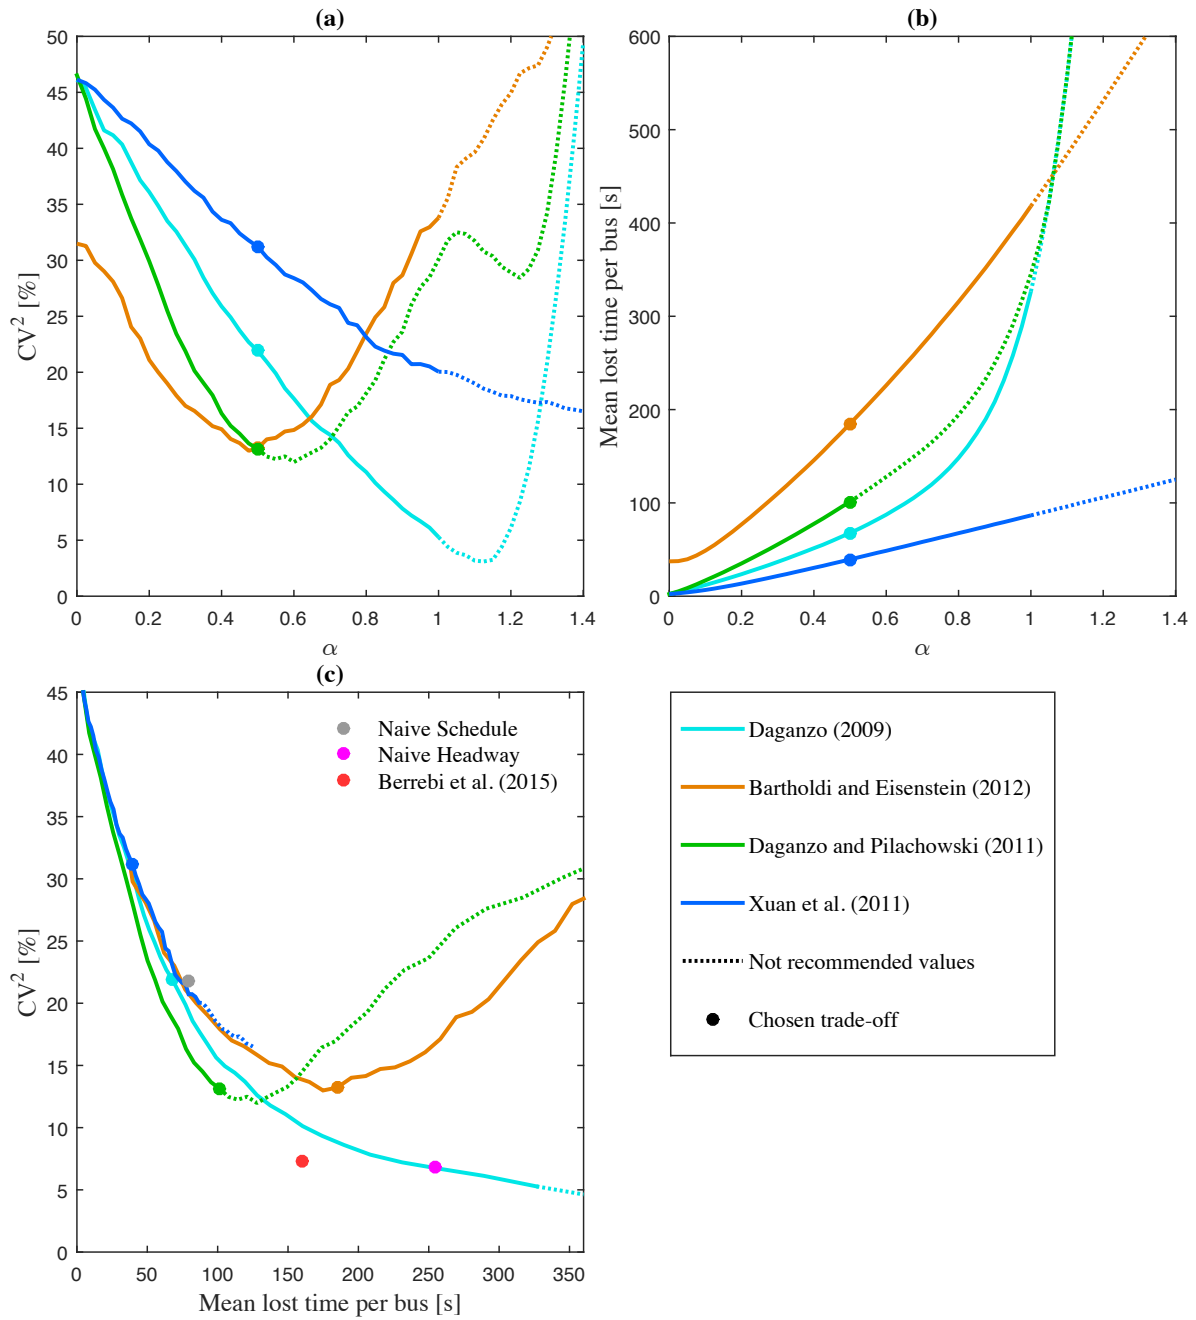 (a)
CV² [%]
50
45
40
35
30
25
20
15
10
5
0
0 0.2 0.4 0.6 0.8 1 1.2 1.4
α
(b)
Mean lost time per bus [s]
600
500
400
300
200
100
0
0 0.2 0.4 0.6 0.8 1 1.2 1.4
α
(c)
CV² [%]
45
40
35
30
25
20
15
10
5
0
0 50 100 150 200 250 300 350
Mean lost time per bus [s]
Naive Schedule
Naive Headway
Berrebi et al. (2015)
Daganzo (2009)
Bartholdi and Eisenstein (2012)
Daganzo and Pilachowski (2011)
Xuan et al. (2011)
Not recommended values
Chosen trade-off